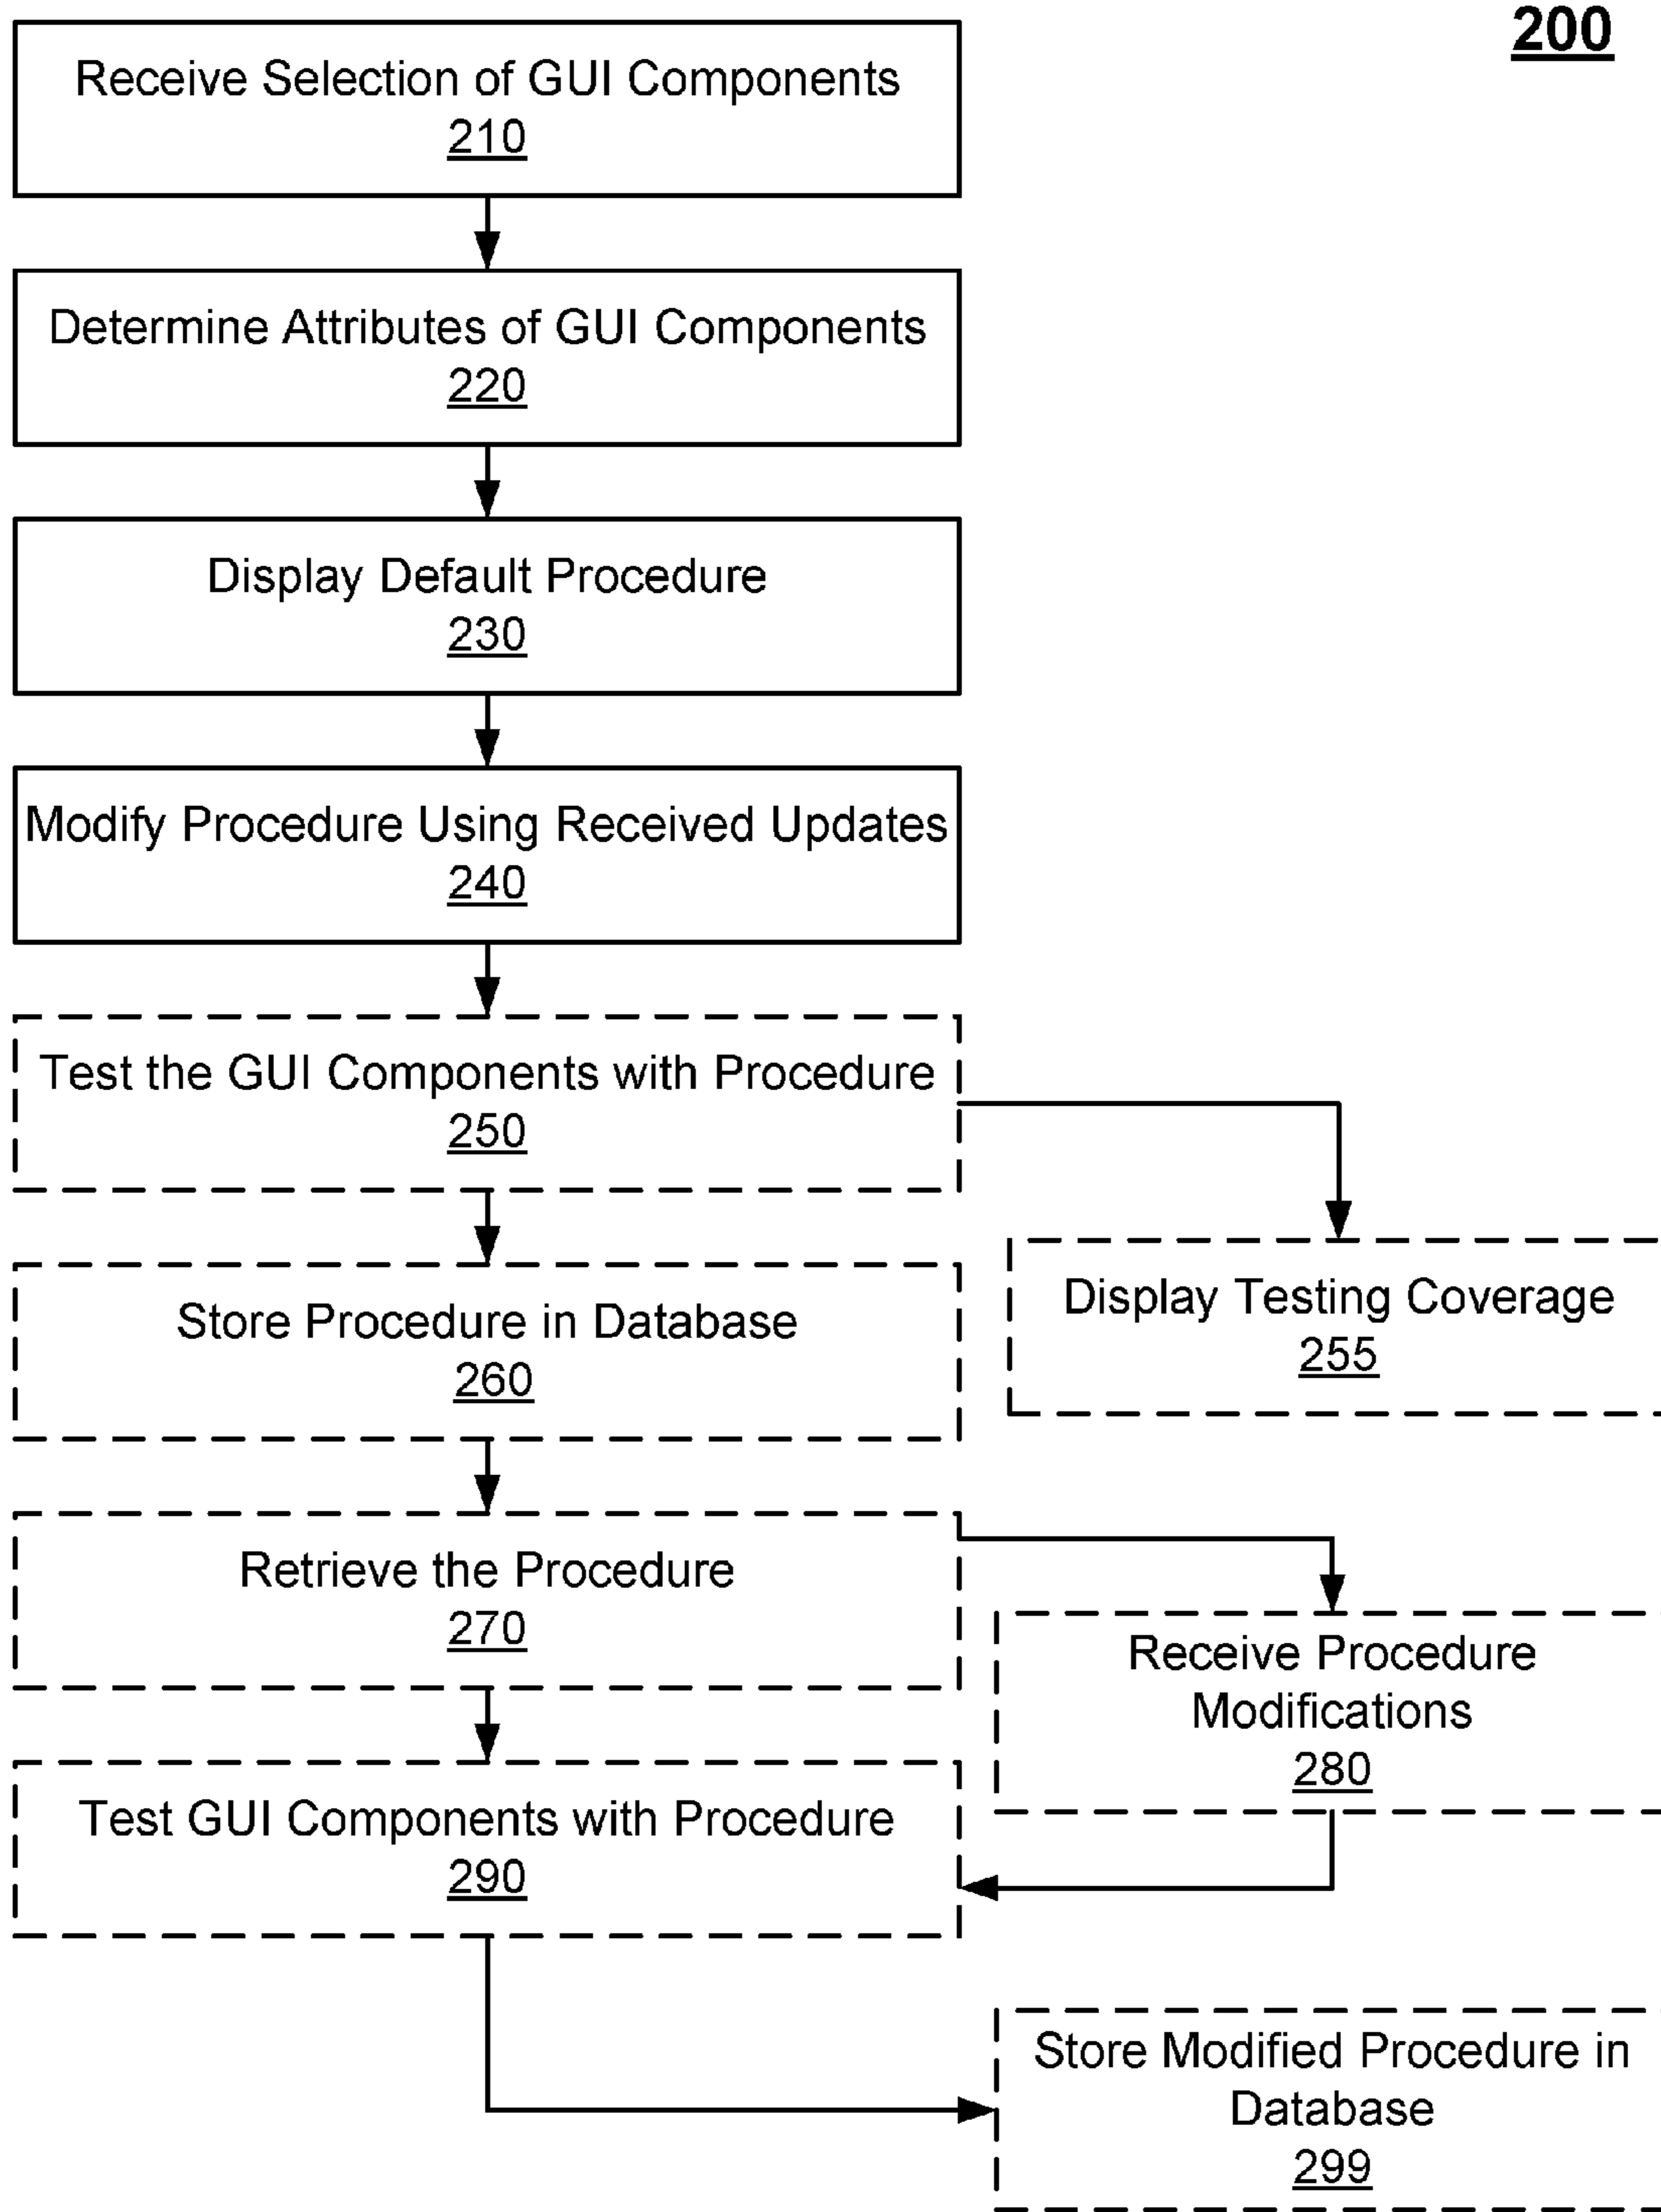 200
Receive Selection of GUI Components
210
Determine Attributes of GUI Components
220
Display Default Procedure
230
Modify Procedure Using Received Updates
240
Test the GUI Components with Procedure
250
Display Testing Coverage
255
Store Procedure in Database
260
Retrieve the Procedure
270
Receive Procedure
Modifications
280
Test GUI Components with Procedure
290
Store Modified Procedure in
Database
299